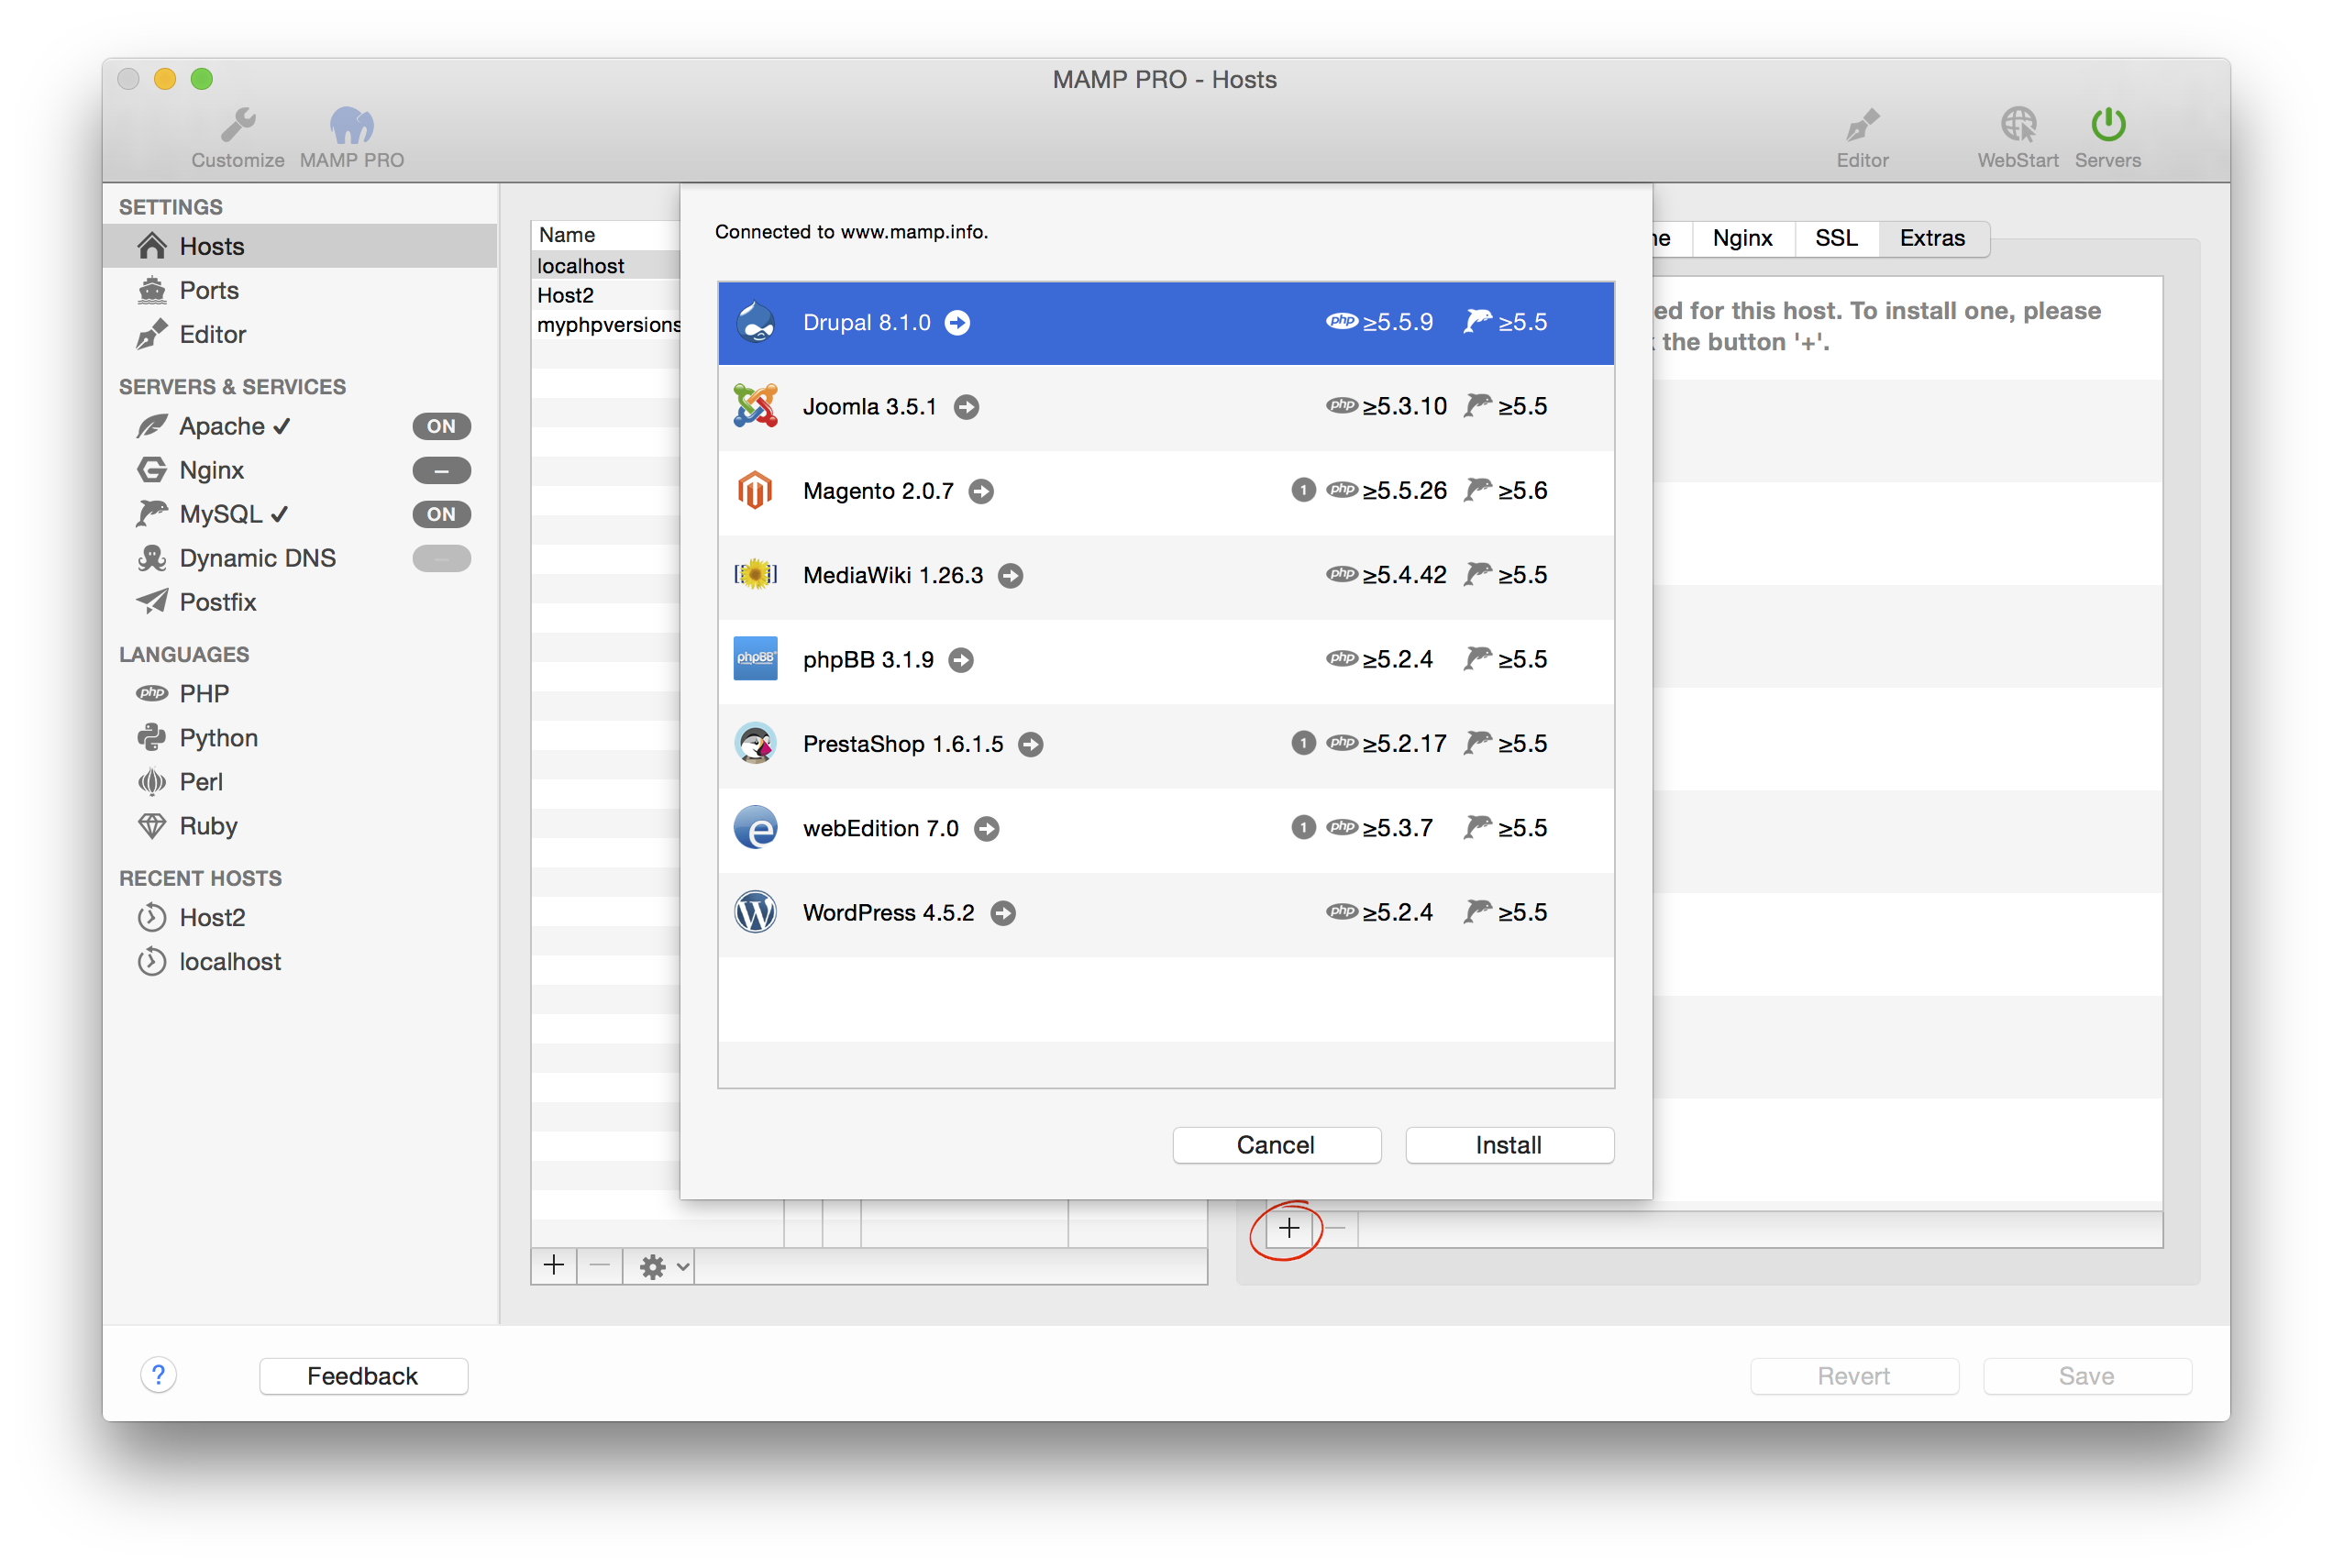 MAMP PRO - Hosts
Customize
MAMP PRO
Editor
WebStart
Servers
SETTINGS
Hosts
Ports
Editor
SERVERS & SERVICES
Apache ✓ ON
Nginx –
MySQL ✓ ON
Dynamic DNS –
Postfix
LANGUAGES
php PHP
Python
Perl
Ruby
RECENT HOSTS
Host2
localhost
Name
localhost
Host2
myphpversions
Connected to www.mamp.info.
Drupal 8.1.0 php ≥5.5.9 ≥5.5
Joomla 3.5.1 php ≥5.3.10 ≥5.5
Magento 2.0.7 1 php ≥5.5.26 ≥5.6
MediaWiki 1.26.3 php ≥5.4.42 ≥5.5
phpBB phpBB 3.1.9 php ≥5.2.4 ≥5.5
PrestaShop 1.6.1.5 1 php ≥5.2.17 ≥5.5
webEdition 7.0 1 php ≥5.3.7 ≥5.5
WordPress 4.5.2 php ≥5.2.4 ≥5.5
Cancel
Install
Nginx
SSL
Extras
ed for this host. To install one, please
the button '+'.
+ –
+ –
?
Feedback
Revert
Save